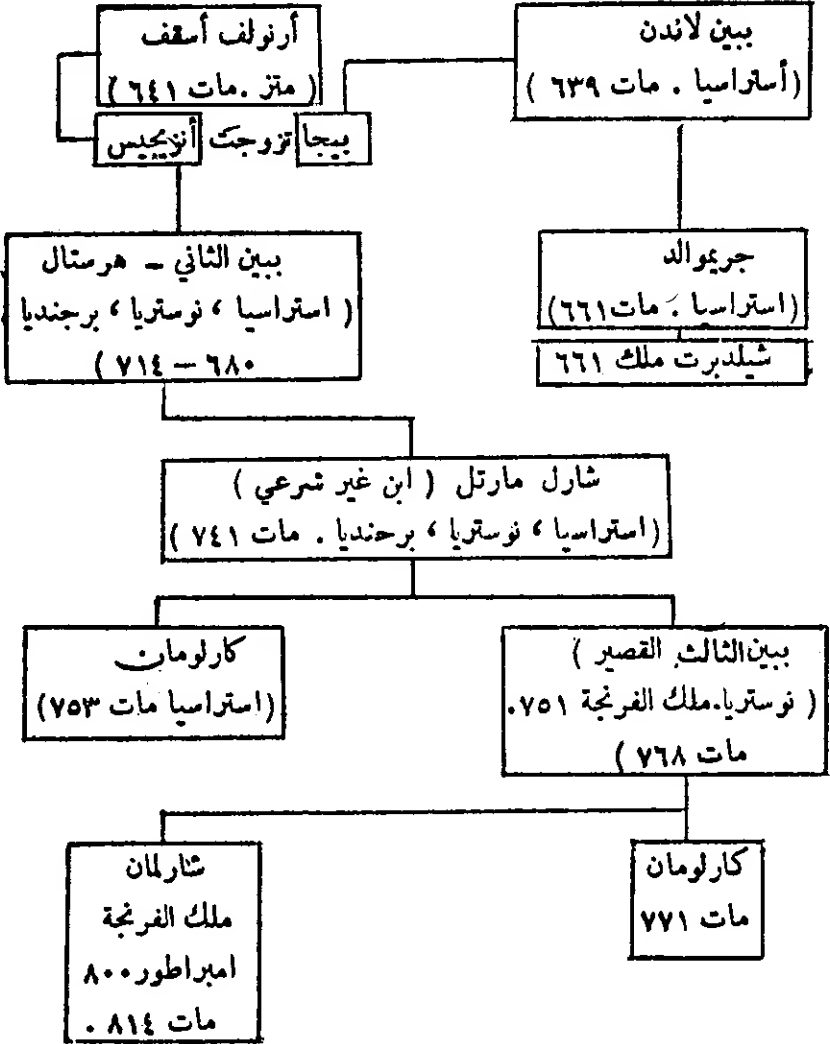 ببين لاندن
(أستراسيا . مات ٦٣٩ )
أرنولف أسقف
( متز . مات ٦٤١ )
بيجا تزوجت أنزيجيس
جريموالد
(استراسيا . مات ٦٦١)
شيلدبرت ملك ٦٦١
ببين الثاني – هرستال
( استراسيا ، نوستريا ، برجنديا
٦٨٠ – ٧١٤ )
شارل مارتل ( ابن غير شرعي )
(استراسيا ، نوستريا ، برحنديا . مات ٧٤١ )
ببين الثالث القصير )
( نوستريا.ملك الفرنجة ٧٥١.
مات ٧٦٨ )
كارلومان
(استراسيا مات ٧٥٣)
كارلومان
مات ٧٧١
شارلمان
ملك الفرنجة
امبراطور ٨٠٠
مات ٨١٤ .